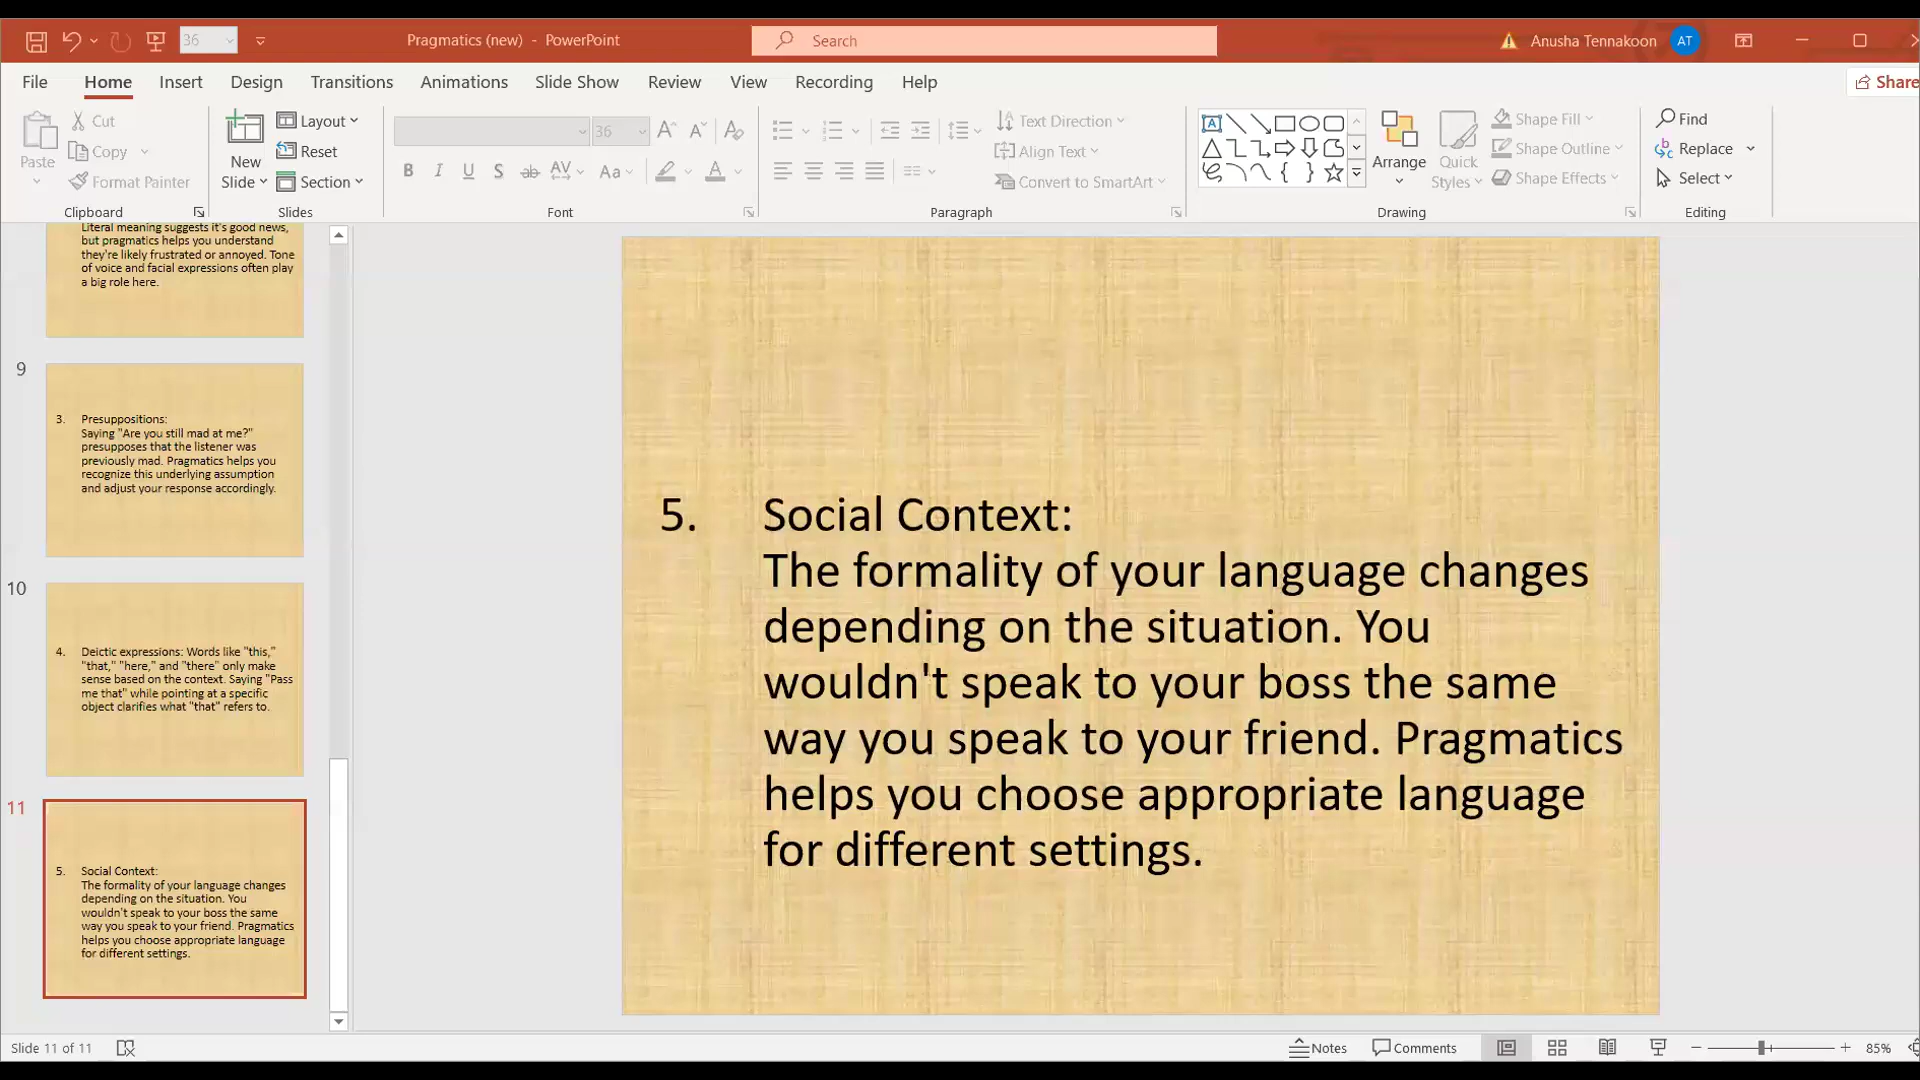 36
Pragmatics (new) - PowerPoint
Search
Anusha Tennakoon
AT
File Home Insert Design Transitions Animations Slide Show Review View Recording Help
Share
Paste
Cut
Copy
Format Painter
Clipboard
New
Slide
Layout
Reset
Section
Slides
36
B I U S ab AV Aa A
Font
Text Direction
Align Text
Convert to SmartArt
Paragraph
Arrange
Quick
Styles
Shape Fill
Shape Outline
Shape Effects
Drawing
Find
Replace
Select
Editing
Literal meaning suggests it's good news,
but pragmatics helps you understand
they're likely frustrated or annoyed. Tone
of voice and facial expressions often play
a big role here.
9
3. Presuppositions:
Saying "Are you still mad at me?"
presupposes that the listener was
previously mad. Pragmatics helps you
recognize this underlying assumption
and adjust your response accordingly.
10
4. Deictic expressions: Words like "this,"
"that," "here," and "there" only make
sense based on the context. Saying "Pass
me that" while pointing at a specific
object clarifies what "that" refers to.
11
5. Social Context:
The formality of your language changes
depending on the situation. You
wouldn't speak to your boss the same
way you speak to your friend. Pragmatics
helps you choose appropriate language
for different settings.
5. Social Context:
The formality of your language changes
depending on the situation. You
wouldn't speak to your boss the same
way you speak to your friend. Pragmatics
helps you choose appropriate language
for different settings.
Slide 11 of 11
Notes
Comments
85%